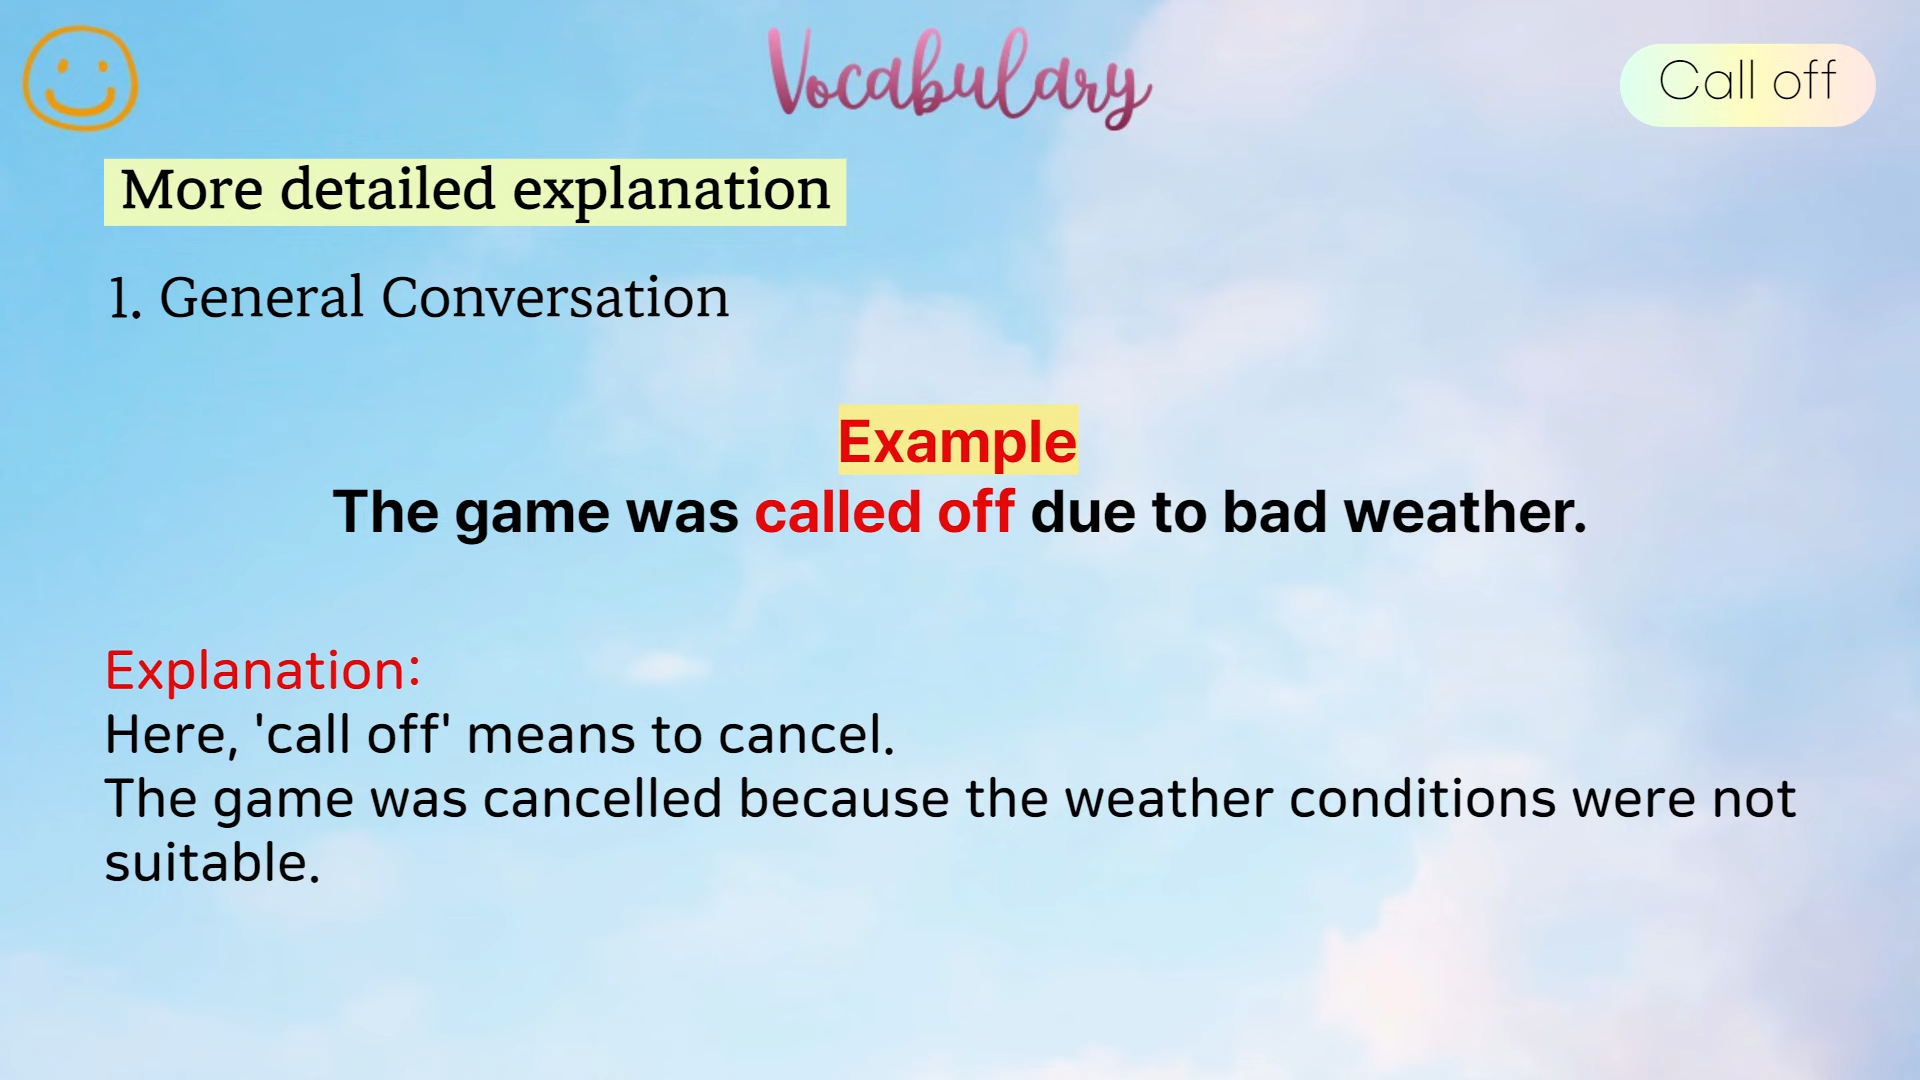 Vocabulary
Call off
More detailed explanation
1. General Conversation
Example
The game was called off due to bad weather.
Explanation:
Here, 'call off' means to cancel.
The game was cancelled because the weather conditions were not
suitable.